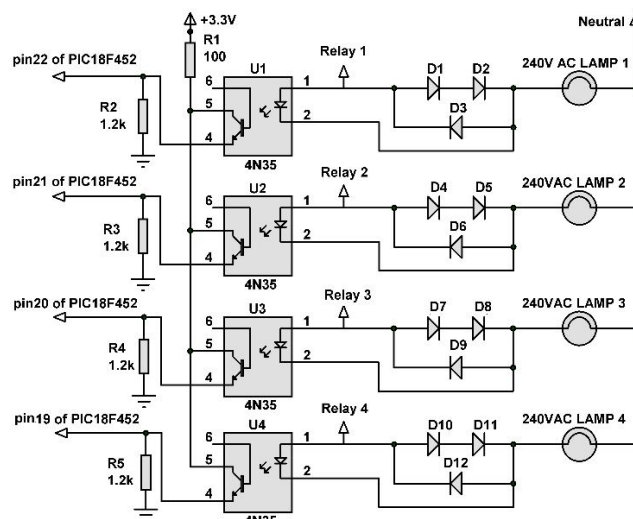 +3.3V
Neutral
R1
100
pin22 of PIC18F452
U1
Relay 1
240V AC LAMP 1
D1
D2
6
1
R2
1.2k
5
2
D3
4
4N35
pin21 of PIC18F452
U2
Relay 2
240VAC LAMP 2
D4
D5
6
1
R3
1.2k
5
2
D6
4
4N35
pin20 of PIC18F452
U3
Relay 3
240VAC LAMP 3
D7
D8
6
1
R4
1.2k
5
2
D9
4
4N35
pin19 of PIC18F452
U4
Relay 4
240VAC LAMP 4
D10
D11
6
1
R5
1.2k
5
2
D12
4
4N35